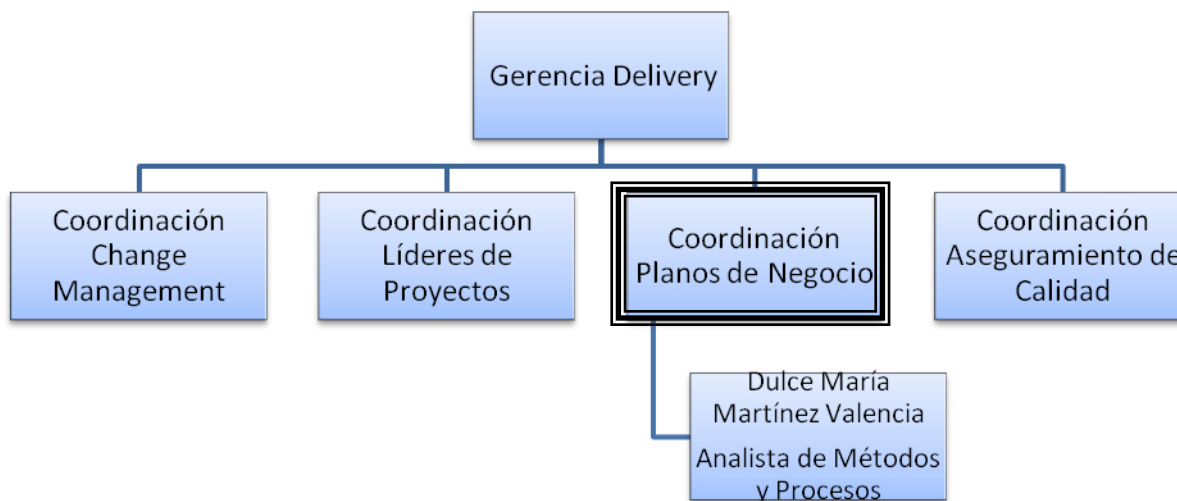 Gerencia Delivery
Coordinación
Change
Management
Coordinación
Líderes de
Proyectos
Coordinación
Planos de Negocio
Coordinación
Aseguramiento de
Calidad
Dulce María
Martínez Valencia
Analista de Métodos
y Procesos